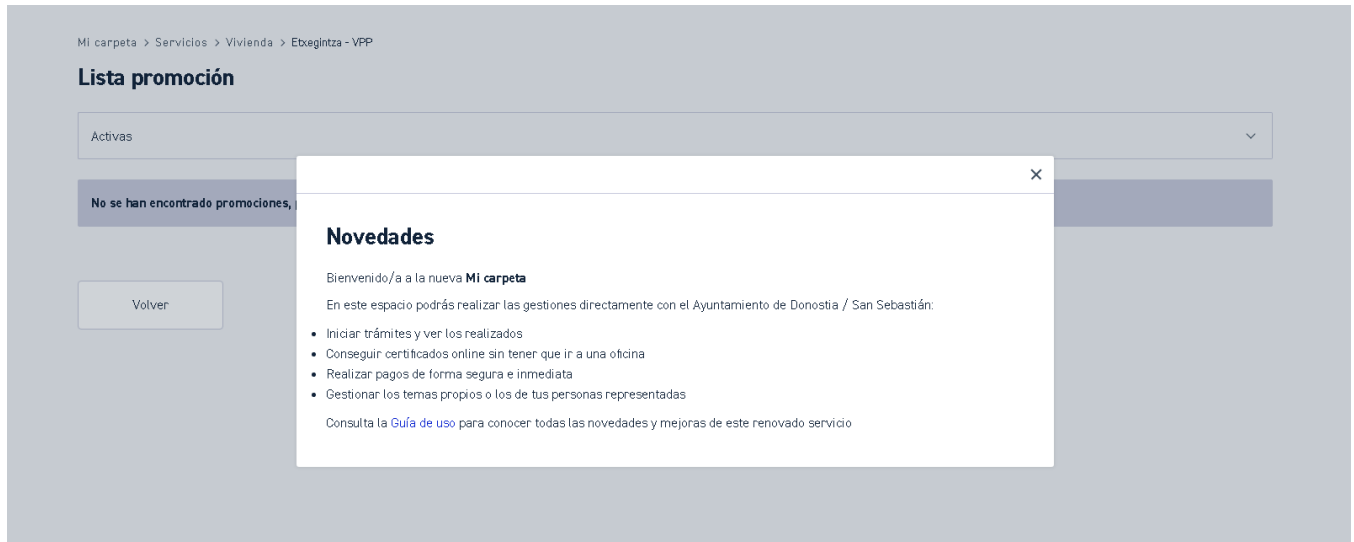 Mi carpeta > Servicios > Vivienda > Etxegintza - VPP
Lista promoción
Activas
No se han encontrado promociones,
Volver
Novedades
Bienvenido/a a la nueva Mi carpeta
En este espacio podrás realizar las gestiones directamente con el Ayuntamiento de Donostia / San Sebastián:
• Iniciar trámites y ver los realizados
• Conseguir certificados online sin tener que ir a una oficina
• Realizar pagos de forma segura e inmediata
• Gestionar los temas propios o los de tus personas representadas
Consulta la Guía de uso para conocer todas las novedades y mejoras de este renovado servicio